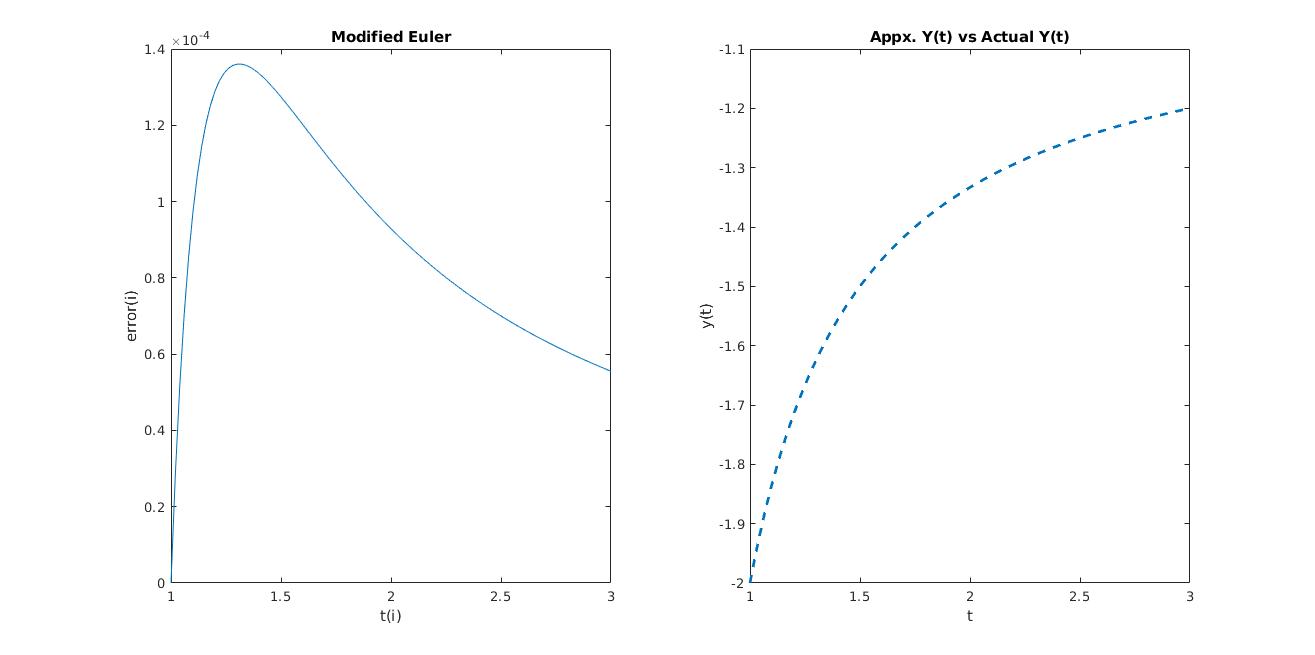 Modified Euler
×10-4
1.4
1.2
1
0.8
0.6
0.4
0.2
0
error(i)
1 1.5 2 2.5 3
t(i)
Appx. Y(t) vs Actual Y(t)
-1.1
-1.2
-1.3
-1.4
-1.5
-1.6
-1.7
-1.8
-1.9
-2
y(t)
1 1.5 2 2.5 3
t